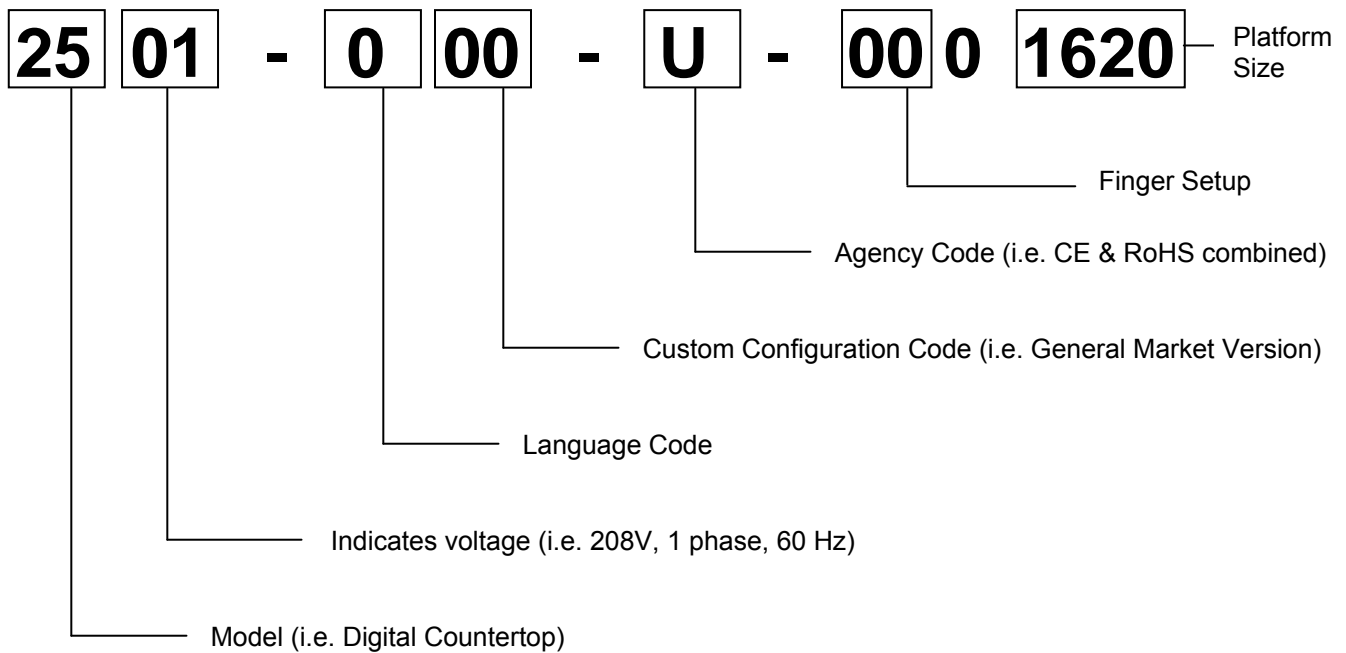 25 01 - 0 00 - U - 00 0 1620
Platform
Size
Finger Setup
Agency Code (i.e. CE & RoHS combined)
Custom Configuration Code (i.e. General Market Version)
Language Code
Indicates voltage (i.e. 208V, 1 phase, 60 Hz)
Model (i.e. Digital Countertop)